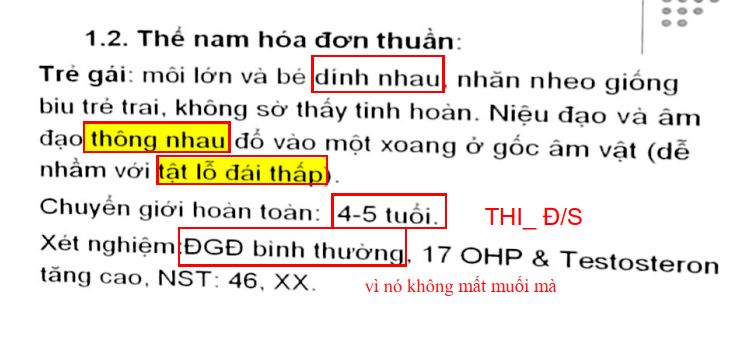 1.2. Thể nam hóa đơn thuần:
Trẻ gái: môi lớn và bé dính nhau, nhăn nheo giống
bìu trẻ trai, không sờ thấy tinh hoàn. Niệu đạo và âm
đạo thông nhau đổ vào một xoang ở gốc âm vật (dễ
nhầm với tật lỗ đái thấp).
Chuyển giới hoàn toàn: 4-5 tuổi. THI_ Đ/S
Xét nghiệm:ĐGĐ bình thường, 17 OHP & Testosteron
tăng cao, NST: 46, XX. vì nó không mất muối mà